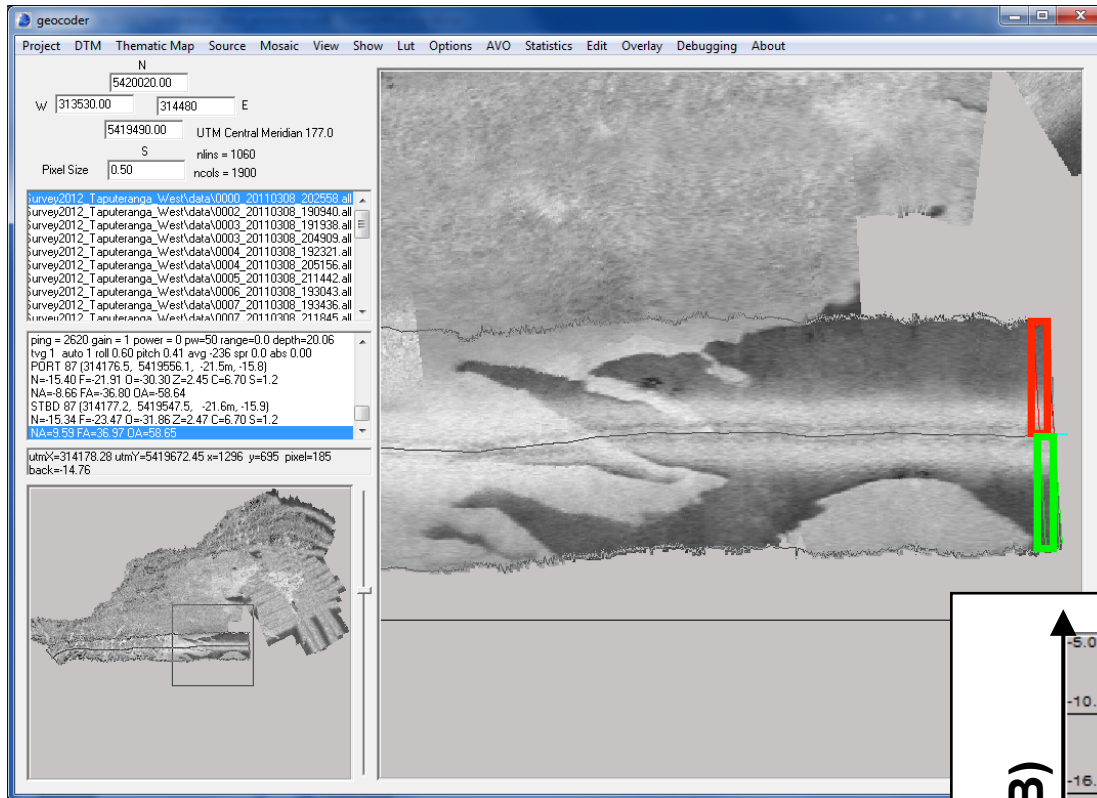 geocoder
Project DTM Thematic Map Source Mosaic View Show Lut Options AVO Statistics Edit Overlay Debugging About
N
5420020.00
W 313530.00 314480 E
5419490.00 UTM Central Meridian 177.0
S nlins = 1060
Pixel Size 0.50 ncols = 1900
Survey2012_Taputeranga_West\data\0000_20110308_202558.all
Survey2012_Taputeranga_West\data\0002_20110308_190940.all
Survey2012_Taputeranga_West\data\0003_20110308_191938.all
Survey2012_Taputeranga_West\data\0003_20110308_204909.all
Survey2012_Taputeranga_West\data\0004_20110308_192321.all
Survey2012_Taputeranga_West\data\0004_20110308_205156.all
Survey2012_Taputeranga_West\data\0005_20110308_211442.all
Survey2012_Taputeranga_West\data\0006_20110308_193043.all
Survey2012_Taputeranga_West\data\0007_20110308_193436.all
Survey2012_Taputeranga_West\data\0007_20110308_211845.all
ping = 2620 gain = 1 power = 0 pw=50 range=0.0 depth=20.06
tvg 1 auto 1 roll 0.60 pitch 0.41 avg -236 spr 0.0 abs 0.00
PORT 87 (314176.5, 5419556.1, -21.5m, -15.8)
N=-15.40 F=-21.91 O=-30.30 Z=2.45 C=6.70 S=1.2
NA=-8.66 FA=-36.80 OA=-58.64
STBD 87 (314177.2, 5419547.5, -21.6m, -15.9)
N=-15.34 F=-23.47 O=-31.86 Z=2.47 C=6.70 S=1.2
NA=9.59 FA=36.97 OA=58.65
utmX=314178.28 utmY=5419672.45 x=1296 y=695 pixel=185
back=-14.76
-5.0
-10.
-16.